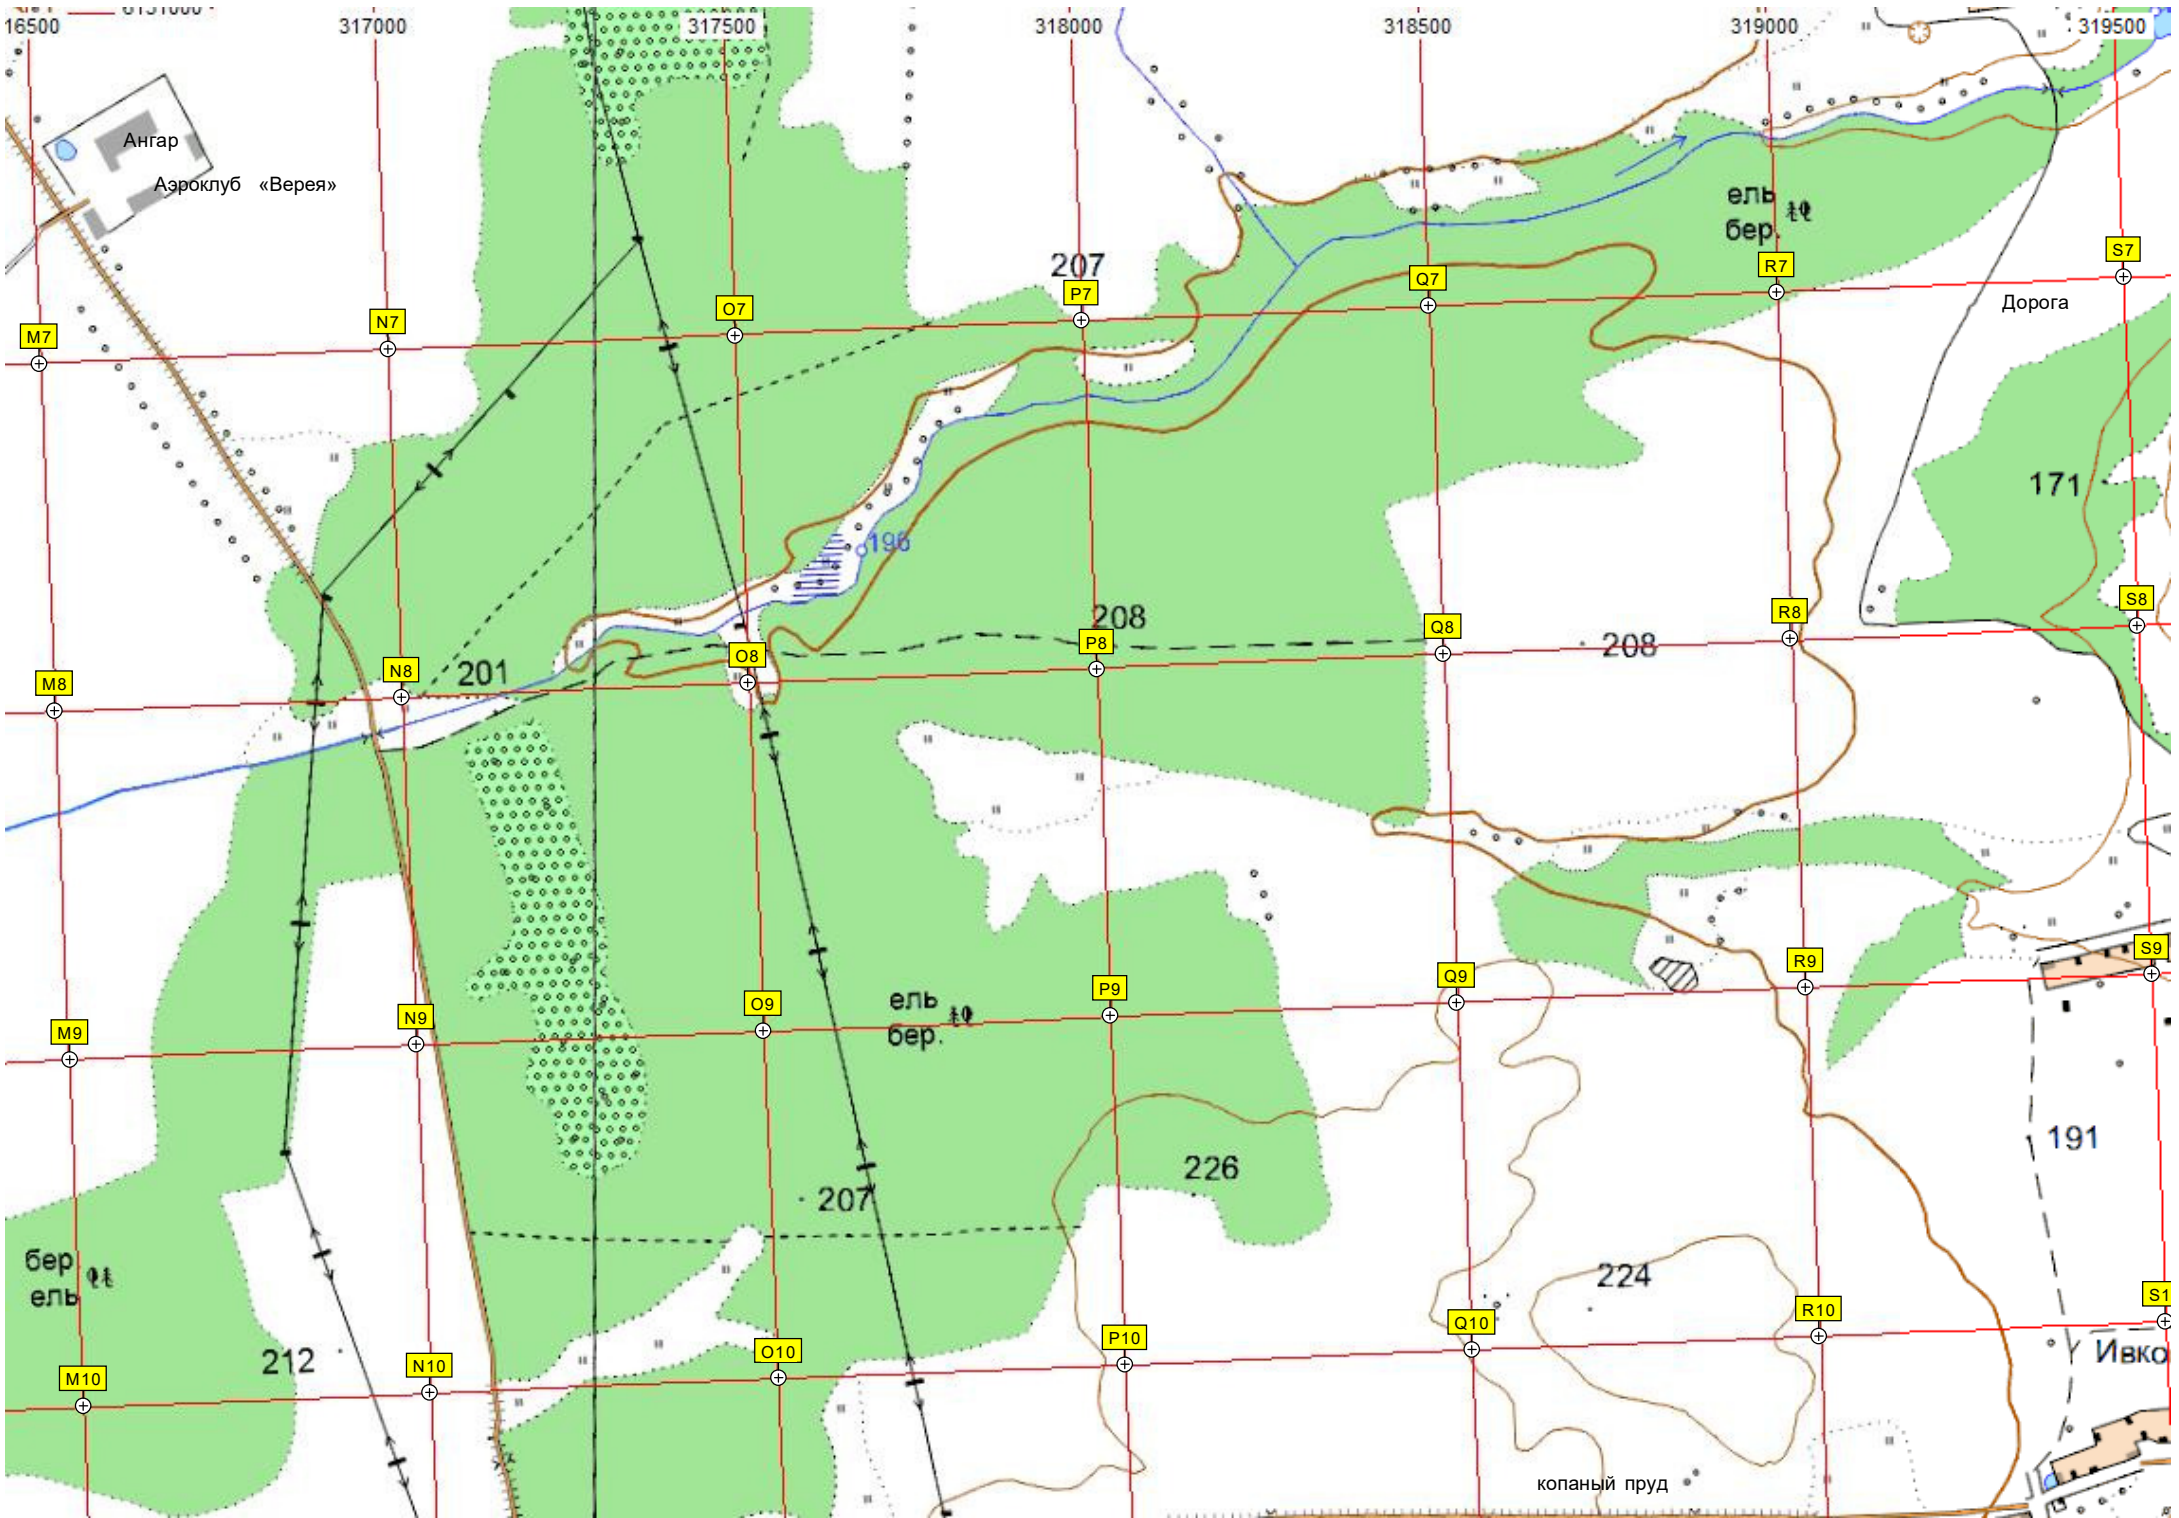 16500 317000 317500 318000 318500 319000 319500
Ангар
Аэроклуб «Верея»
ель
бер.
207
M7 N7 O7 P7 Q7 R7 S7
Дорога
171
196
208
208
201
M8 N8 O8 P8 Q8 R8 S8
ель
бер.
M9 N9 O9 P9 Q9 R9 S9
191
226
207
224
бер
ель
212
M10 N10 O10 P10 Q10 R10 S1
Ивко
копаный пруд